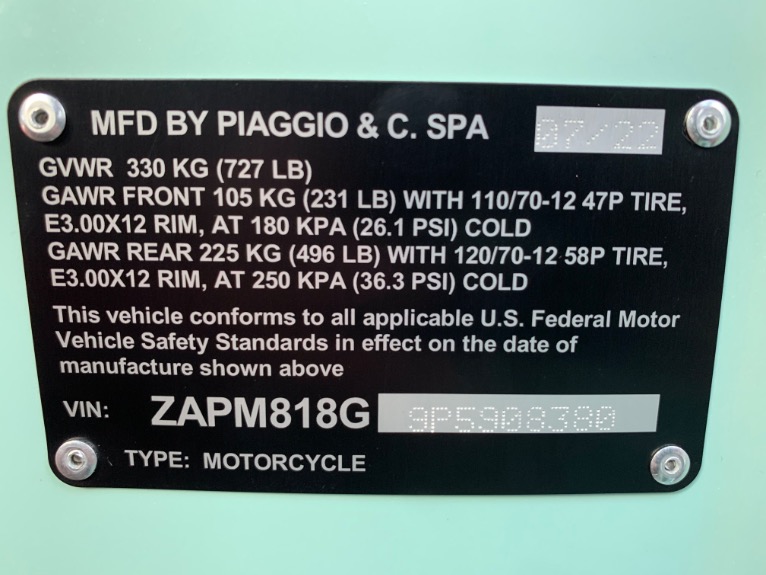 MFD BY PIAGGIO & C. SPA 07/22
GVWR 330 KG (727 LB)
GAWR FRONT 105 KG (231 LB) WITH 110/70-12 47P TIRE,
E3.00X12 RIM, AT 180 KPA (26.1 PSI) COLD
GAWR REAR 225 KG (496 LB) WITH 120/70-12 58P TIRE,
E3.00X12 RIM, AT 250 KPA (36.3 PSI) COLD
This vehicle conforms to all applicable U.S. Federal Motor
Vehicle Safety Standards in effect on the date of
manufacture shown above
VIN: ZAPM818G 9P5908380
TYPE: MOTORCYCLE